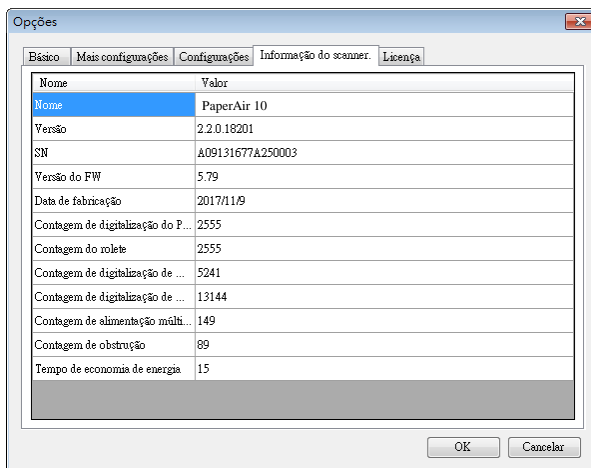 Opções
Básico Mais configurações Configurações Informação do scanner. Licença
Nome Valor
Nome PaperAir 10
Versão 2.2.0.18201
SN A09131677A250003
Versão do FW 5.79
Data de fabricação 2017/11/9
Contagem de digitalização do P... 2555
Contagem do rolete 2555
Contagem de digitalização de ... 5241
Contagem de digitalização de ... 13144
Contagem de alimentação múlti... 149
Contagem de obstrução 89
Tempo de economia de energia 15
OK Cancelar